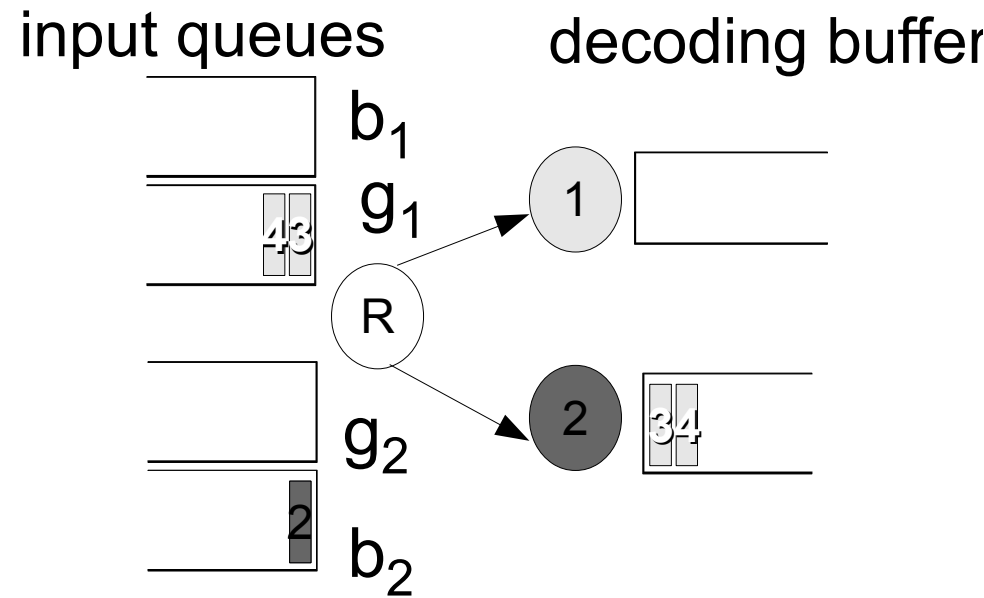 input queues
decoding buffer
b1
g1
43
1
R
g2
2
34
2
b2